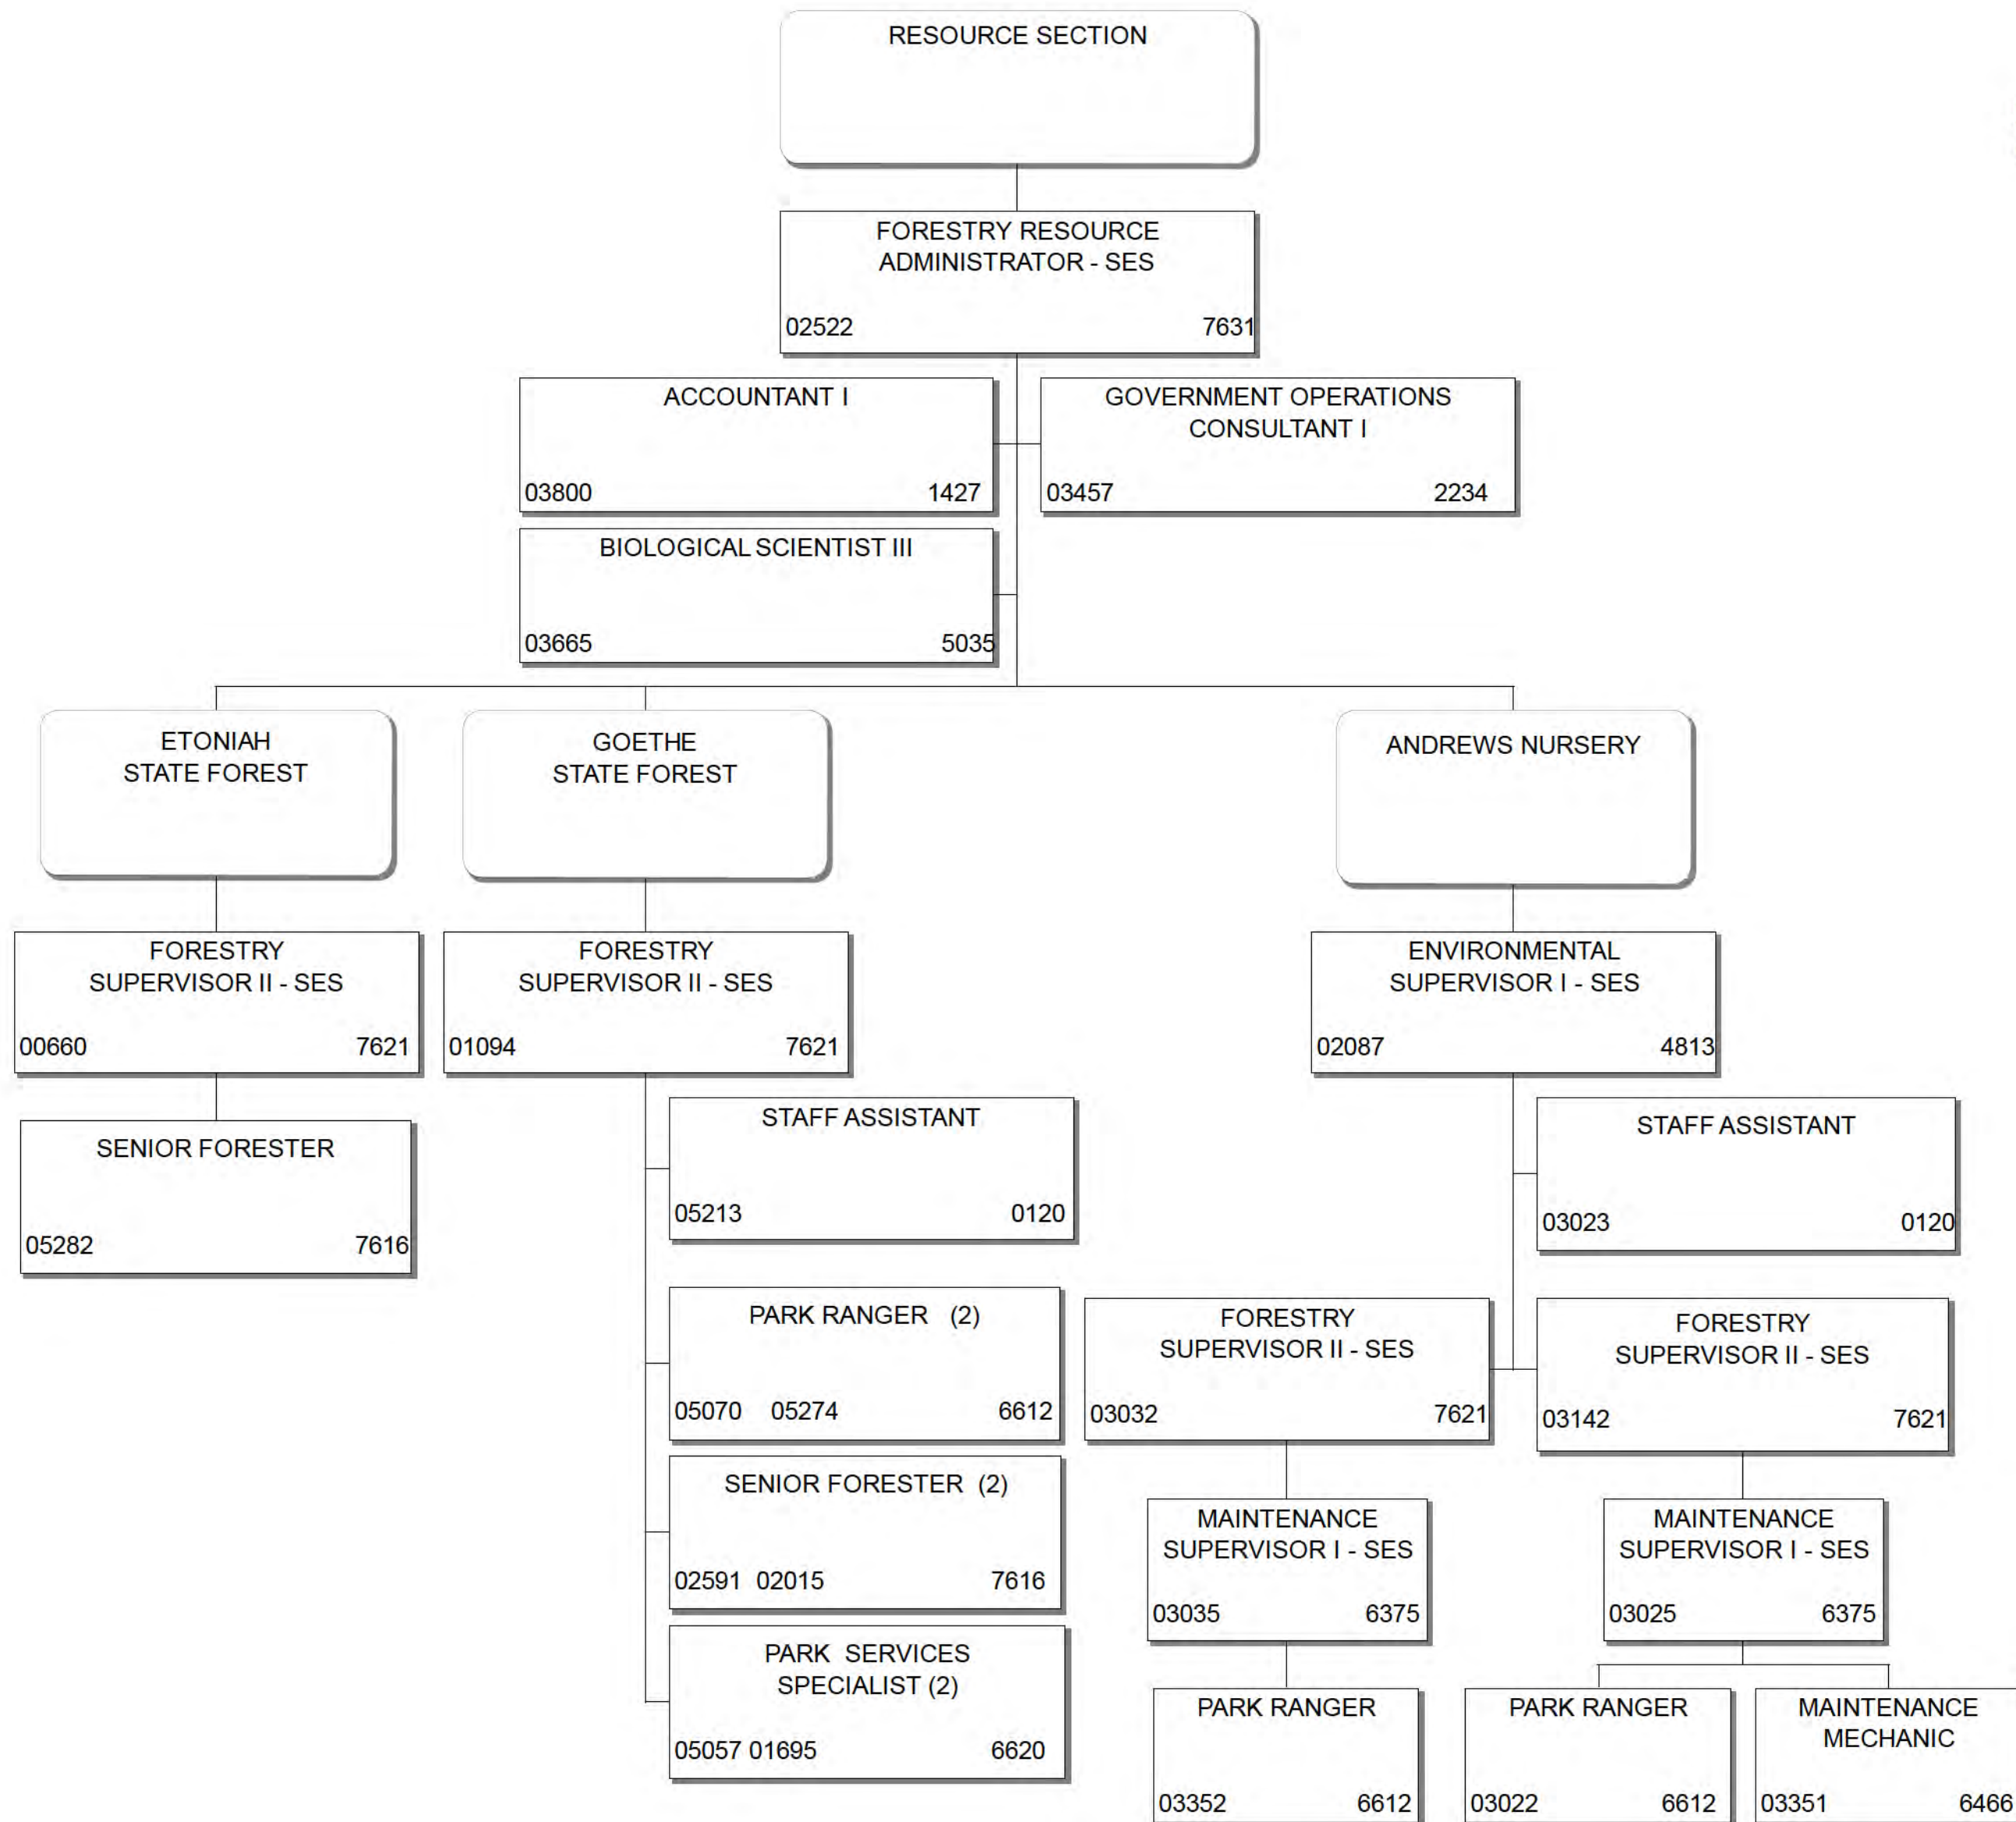 RESOURCE SECTION
FORESTRY RESOURCE
ADMINISTRATOR - SES
02522 7631
ACCOUNTANT I
03800 1427
GOVERNMENT OPERATIONS
CONSULTANT I
03457 2234
BIOLOGICAL SCIENTIST III
03665 5035
ETONIAH
STATE FOREST
GOETHE
STATE FOREST
ANDREWS NURSERY
FORESTRY
SUPERVISOR II - SES
00660 7621
FORESTRY
SUPERVISOR II - SES
01094 7621
ENVIRONMENTAL
SUPERVISOR I - SES
02087 4813
SENIOR FORESTER
05282 7616
STAFF ASSISTANT
05213 0120
STAFF ASSISTANT
03023 0120
PARK RANGER (2)
05070 05274 6612
FORESTRY
SUPERVISOR II - SES
03032 7621
FORESTRY
SUPERVISOR II - SES
03142 7621
SENIOR FORESTER (2)
02591 02015 7616
MAINTENANCE
SUPERVISOR I - SES
03035 6375
MAINTENANCE
SUPERVISOR I - SES
03025 6375
PARK SERVICES
SPECIALIST (2)
05057 01695 6620
PARK RANGER
03352 6612
PARK RANGER
03022 6612
MAINTENANCE
MECHANIC
03351 6466